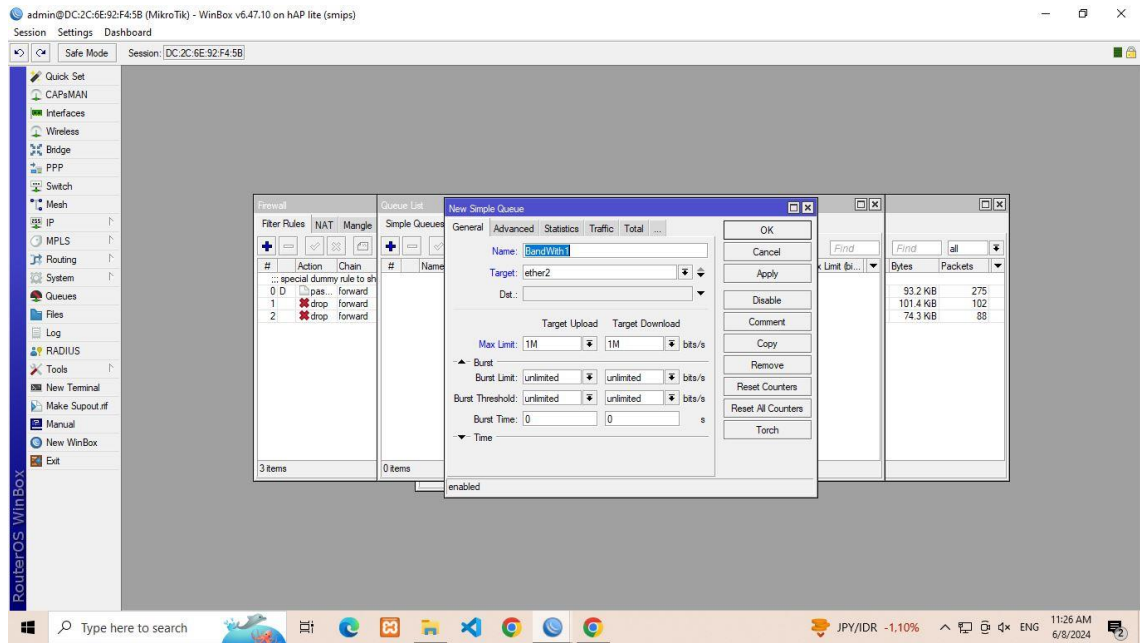 admin@DC:2C:6E:92:F4:5B (MikroTik) - WinBox v6.47.10 on hAP lite (smips)
Session Settings Dashboard
Safe Mode Session: DC:2C:6E:92:F4:5B
Quick Set
CAPsMAN
Interfaces
Wireless
Bridge
PPP
Switch
Mesh
IP
MPLS
Routing
System
Queues
Files
Log
RADIUS
Tools
New Terminal
Make Supout.rif
Manual
New WinBox
Exit
RouterOS WinBox
Firewall
Filter Rules NAT Mangle
# Action Chain
::: special dummy rule to sh
0 D pas... forward
1 drop forward
2 drop forward
3 items
Queue List
Simple Queues
# Name
0 items
New Simple Queue
General Advanced Statistics Traffic Total ...
Name: BandWith1
Target: ether2
Dst.:
Target Upload Target Download
Max Limit: 1M 1M bits/s
Burst
Burst Limit: unlimited unlimited bits/s
Burst Threshold: unlimited unlimited bits/s
Burst Time: 0 0 s
Time
enabled
OK
Cancel
Apply
Disable
Comment
Copy
Remove
Reset Counters
Reset All Counters
Torch
Find
x Limit (bi...
Find all
Bytes Packets
93.2 KiB 275
101.4 KiB 102
74.3 KiB 88
Type here to search
JPY/IDR -1,10%
ENG
11:26 AM
6/8/2024
2